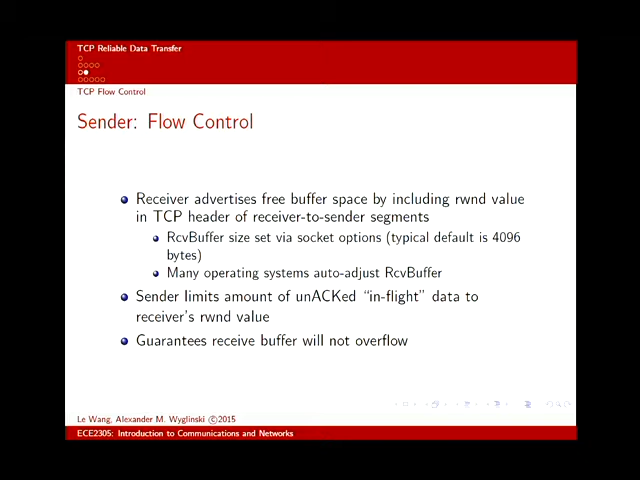 TCP Reliable Data Transfer
TCP Flow Control
Sender: Flow Control
Receiver advertises free buffer space by including rwnd value
in TCP header of receiver-to-sender segments
RcvBuffer size set via socket options (typical default is 4096
bytes)
Many operating systems auto-adjust RcvBuffer
Sender limits amount of unACKed “in-flight” data to
receiver's rwnd value
Guarantees receive buffer will not overflow
Le Wang, Alexander M. Wyglinski ©2015
ECE2305: Introduction to Communications and Networks